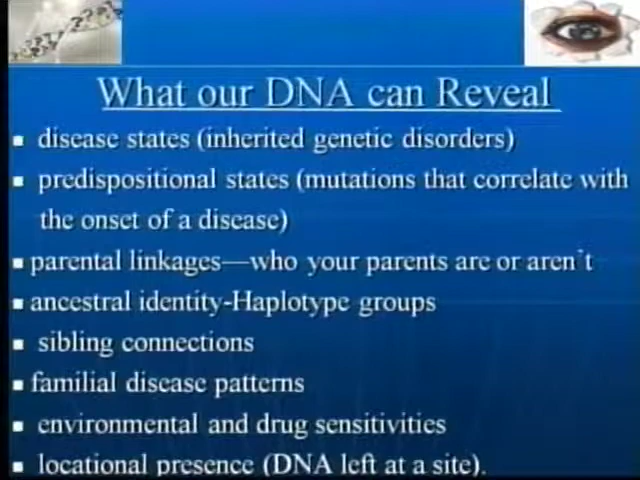 What our DNA can Reveal
▪ disease states (inherited genetic disorders)
▪ predispositional states (mutations that correlate with
the onset of a disease)
▪ parental linkages—who your parents are or aren't
▪ ancestral identity-Haplotype groups
▪ sibling connections
▪ familial disease patterns
▪ environmental and drug sensitivities
▪ locational presence (DNA left at a site).